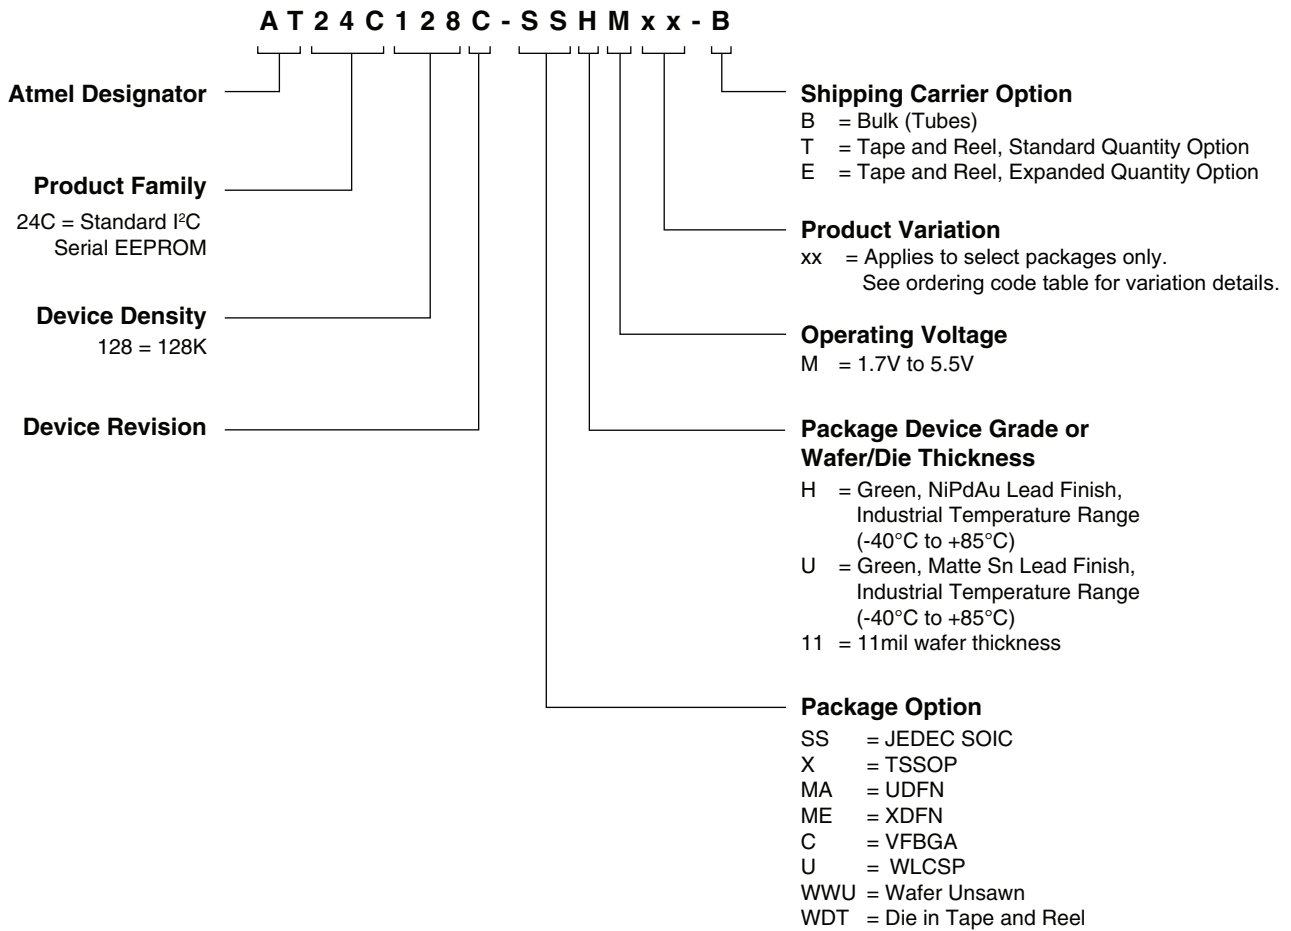 AT24C128C-SSHMxx-B
Atmel Designator
Product Family
24C = Standard I²C
Serial EEPROM
Device Density
128 = 128K
Device Revision
Shipping Carrier Option
B = Bulk (Tubes)
T = Tape and Reel, Standard Quantity Option
E = Tape and Reel, Expanded Quantity Option
Product Variation
xx = Applies to select packages only.
See ordering code table for variation details.
Operating Voltage
M = 1.7V to 5.5V
Package Device Grade or
Wafer/Die Thickness
H = Green, NiPdAu Lead Finish,
Industrial Temperature Range
(-40°C to +85°C)
U = Green, Matte Sn Lead Finish,
Industrial Temperature Range
(-40°C to +85°C)
11 = 11mil wafer thickness
Package Option
SS = JEDEC SOIC
X = TSSOP
MA = UDFN
ME = XDFN
C = VFBGA
U = WLCSP
WWU = Wafer Unsawn
WDT = Die in Tape and Reel